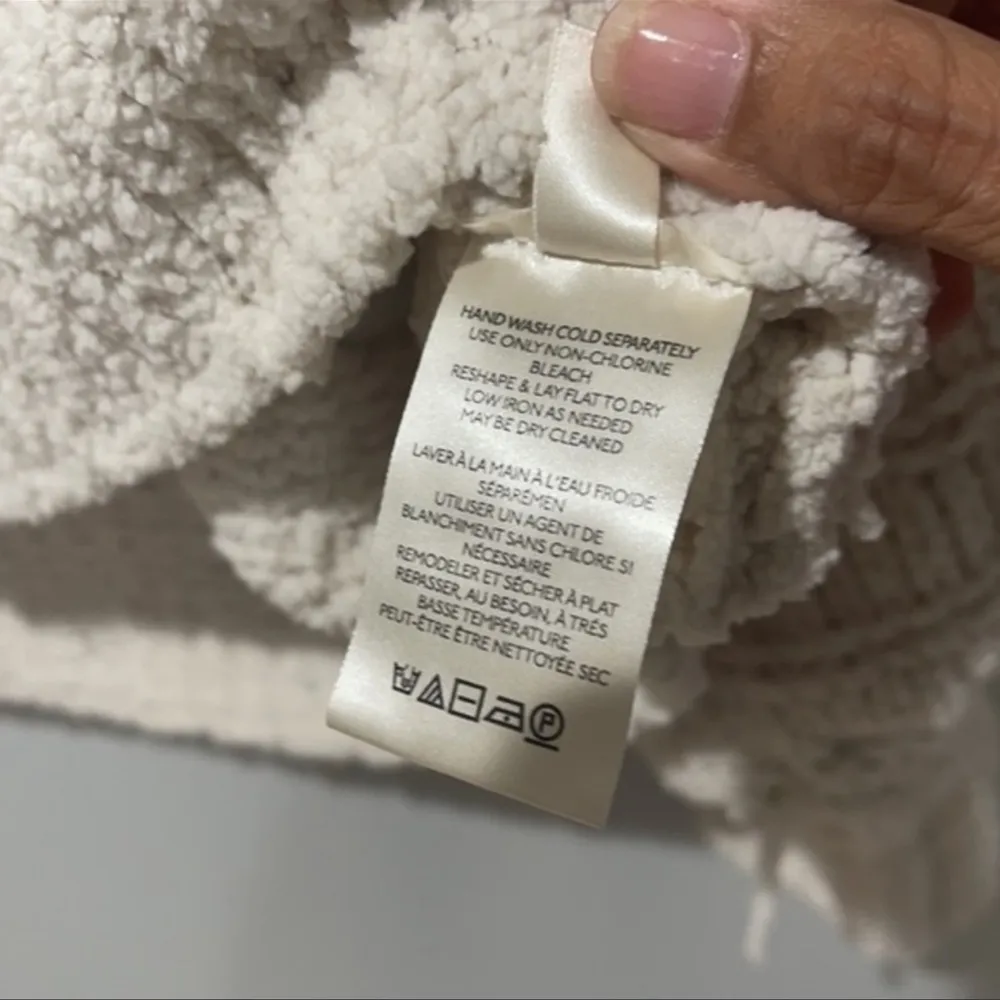 HAND WASH COLD SEPARATELY
USE ONLY NON-CHLORINE
BLEACH
RESHAPE & LAY FLAT TO DRY
LOW IRON AS NEEDED
MAY BE DRY CLEANED
LAVER À LA MAIN À L'EAU FROIDE
SÉPARÉMEN
UTILISER UN AGENT DE
BLANCHIMENT SANS CHLORE SI
NÉCESSAIRE
REMODELER ET SÉCHER À PLAT
REPASSER, AU BESOIN, À TRÉS
BASSE TEMPÉRATURE
PEUT-ÊTRE ÊTRE NETTOYÉE SEC
P